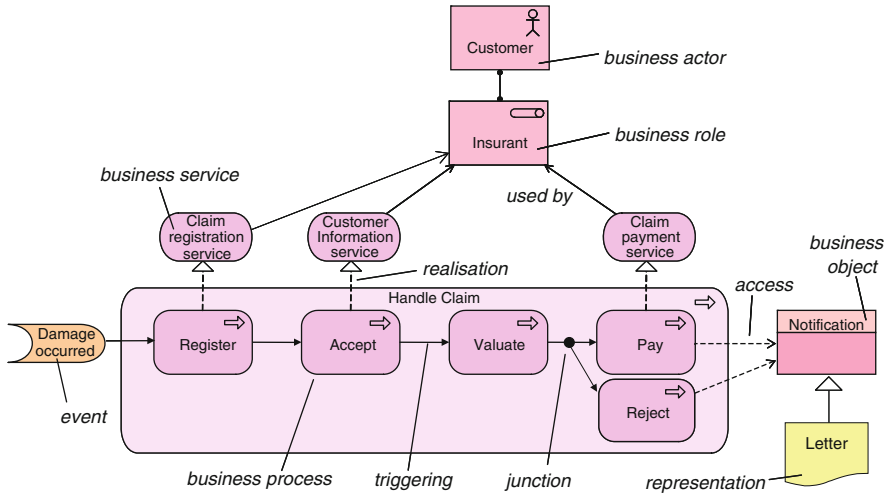 Customer
business actor
Insurant
business role
business service
used by
Claim
registration
service
Customer
Information
service
Claim
payment
service
business
object
realisation
access
Handle Claim
Damage
occurred
Register
Accept
Valuate
Pay
Notification
Reject
event
Letter
business process
triggering
junction
representation